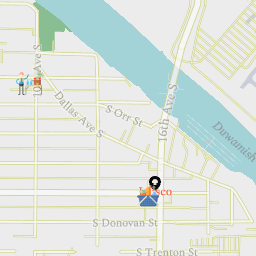 10th Ave S
Dallas Ave S
S Orr St
16th Ave S
Duwamish
S Donovan St
S Trenton St